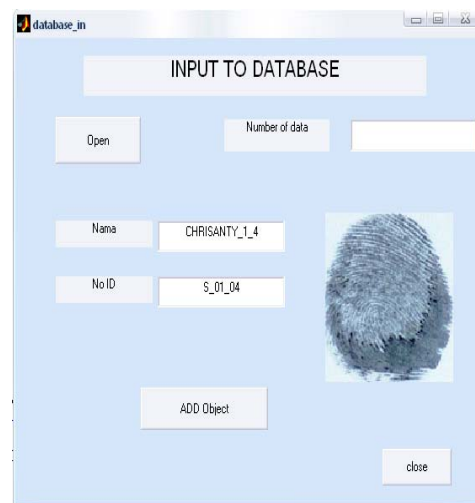 database_in
INPUT TO DATABASE
Open
Number of data
Nama
CHRISANTY_1_4
No ID
S_01_04
ADD Object
close